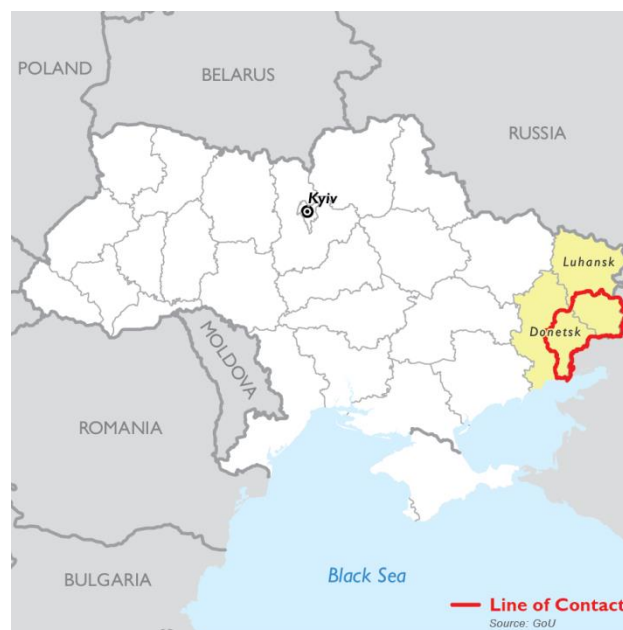 POLAND
BELARUS
RUSSIA
Kyiv
Luhansk
Donetsk
MOLDOVA
ROMANIA
BULGARIA
Black Sea
Line of Contact
Source: GoU